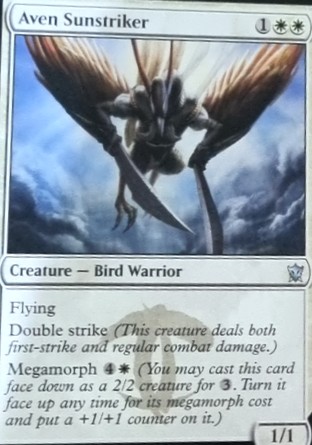 Aven Sunstriker 1
Creature — Bird Warrior
Flying
Double strike (This creature deals both
first-strike and regular combat damage.)
Megamorph 4 (You may cast this card
face down as a 2/2 creature for 3. Turn it
face up any time for its megamorph cost
and put a +1/+1 counter on it.)
1/1